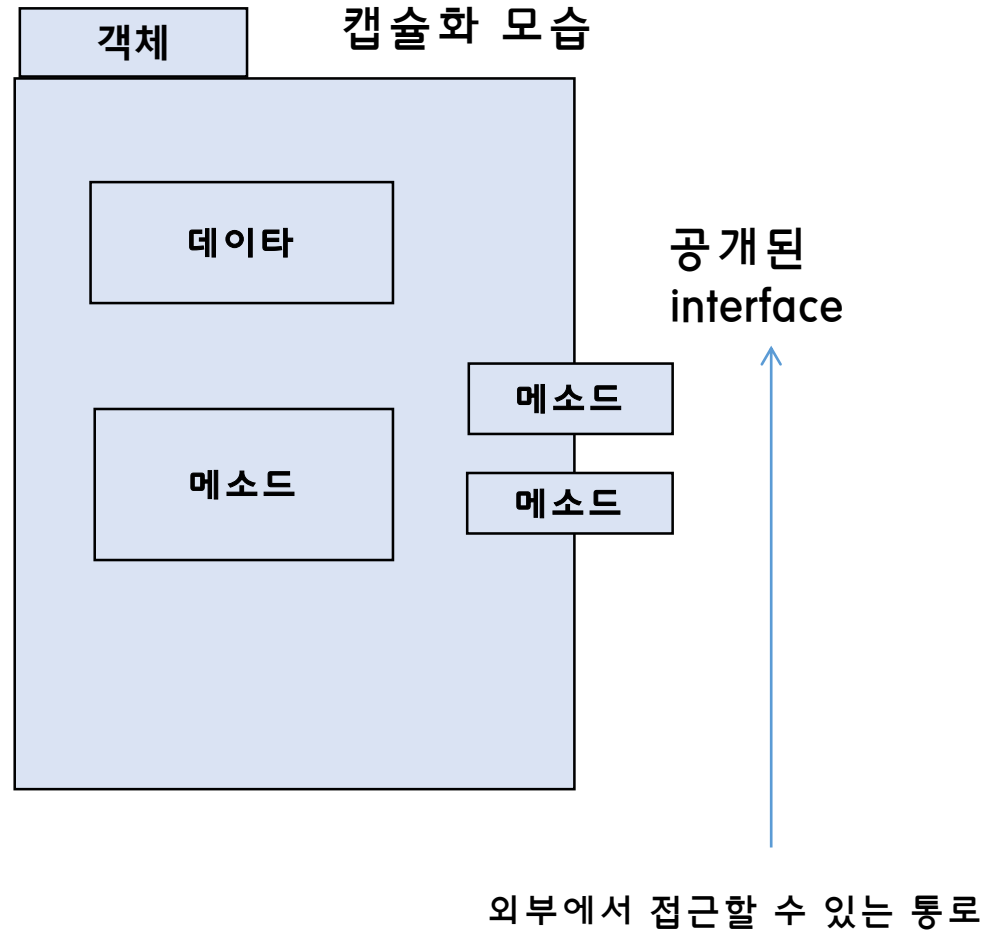 객체
캡슐화 모습
데이타
공개된
interface
메소드
메소드
메소드
외부에서 접근할 수 있는 통로